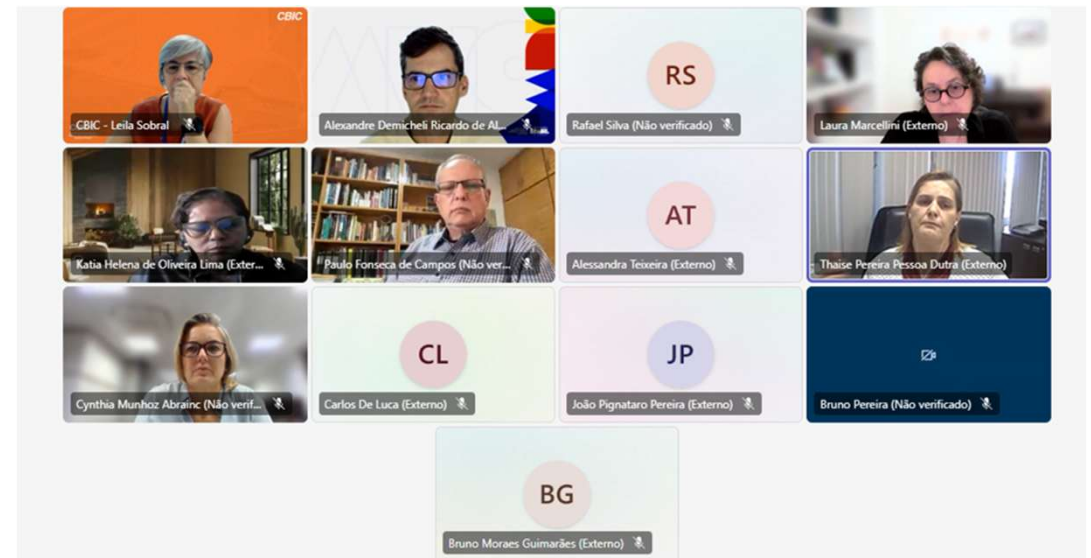 CBIC
CBIC - Leila Sobral
Alexandre Demicheli Ricardo de AL...
RS
Rafael Silva (Não verificado)
Laura Marcellini (Externo)
Katia Helena de Oliveira Lima (Exter...
Paulo Fonseca de Campos (Não ver...
AT
Alessandra Teixeira (Externo)
Thaise Pereira Pessoa Dutra (Externo)
Cynthia Munhoz Abrainc (Não verif...
CL
Carlos De Luca (Externo)
JP
João Pignataro Pereira (Externo)
Bruno Pereira (Não verificado)
BG
Bruno Moraes Guimarães (Externo)